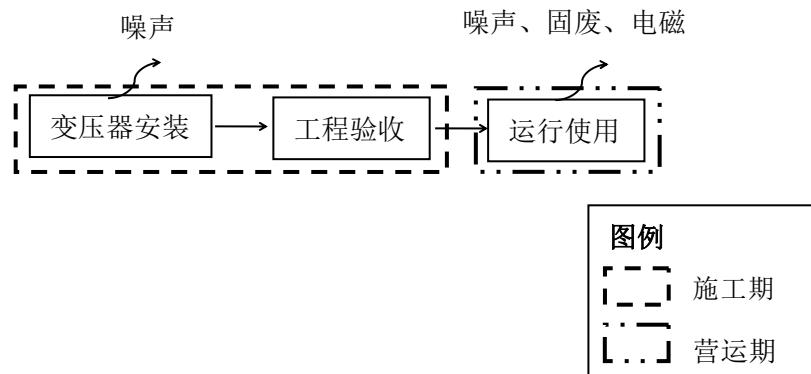 噪声
噪声、固废、电磁
变压器安装
工程验收
运行使用
图例
施工期
营运期